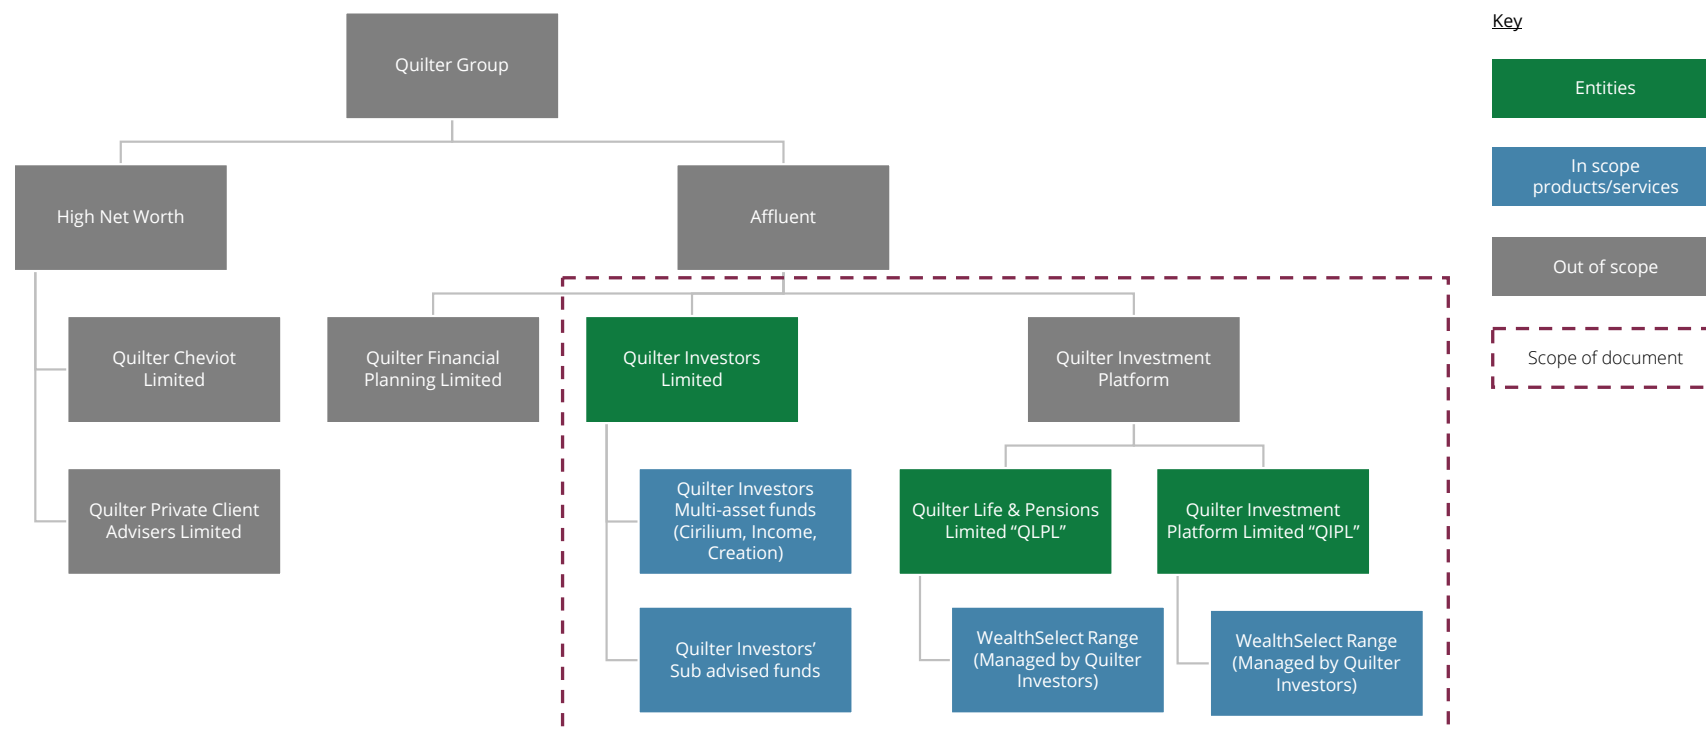 Key
Quilter Group
Entities
In scope
products/services
High Net Worth
Affluent
Out of scope
Quilter Cheviot
Limited
Quilter Financial
Planning Limited
Quilter Investors
Limited
Quilter Investment
Platform
Scope of document
Quilter Private Client
Advisers Limited
Quilter Investors
Multi-asset funds
(Cirilium, Income,
Creation)
Quilter Life & Pensions
Limited “QLPL”
Quilter Investment
Platform Limited “QIPL”
Quilter Investors’
Sub advised funds
WealthSelect Range
(Managed by Quilter
Investors)
WealthSelect Range
(Managed by Quilter
Investors)